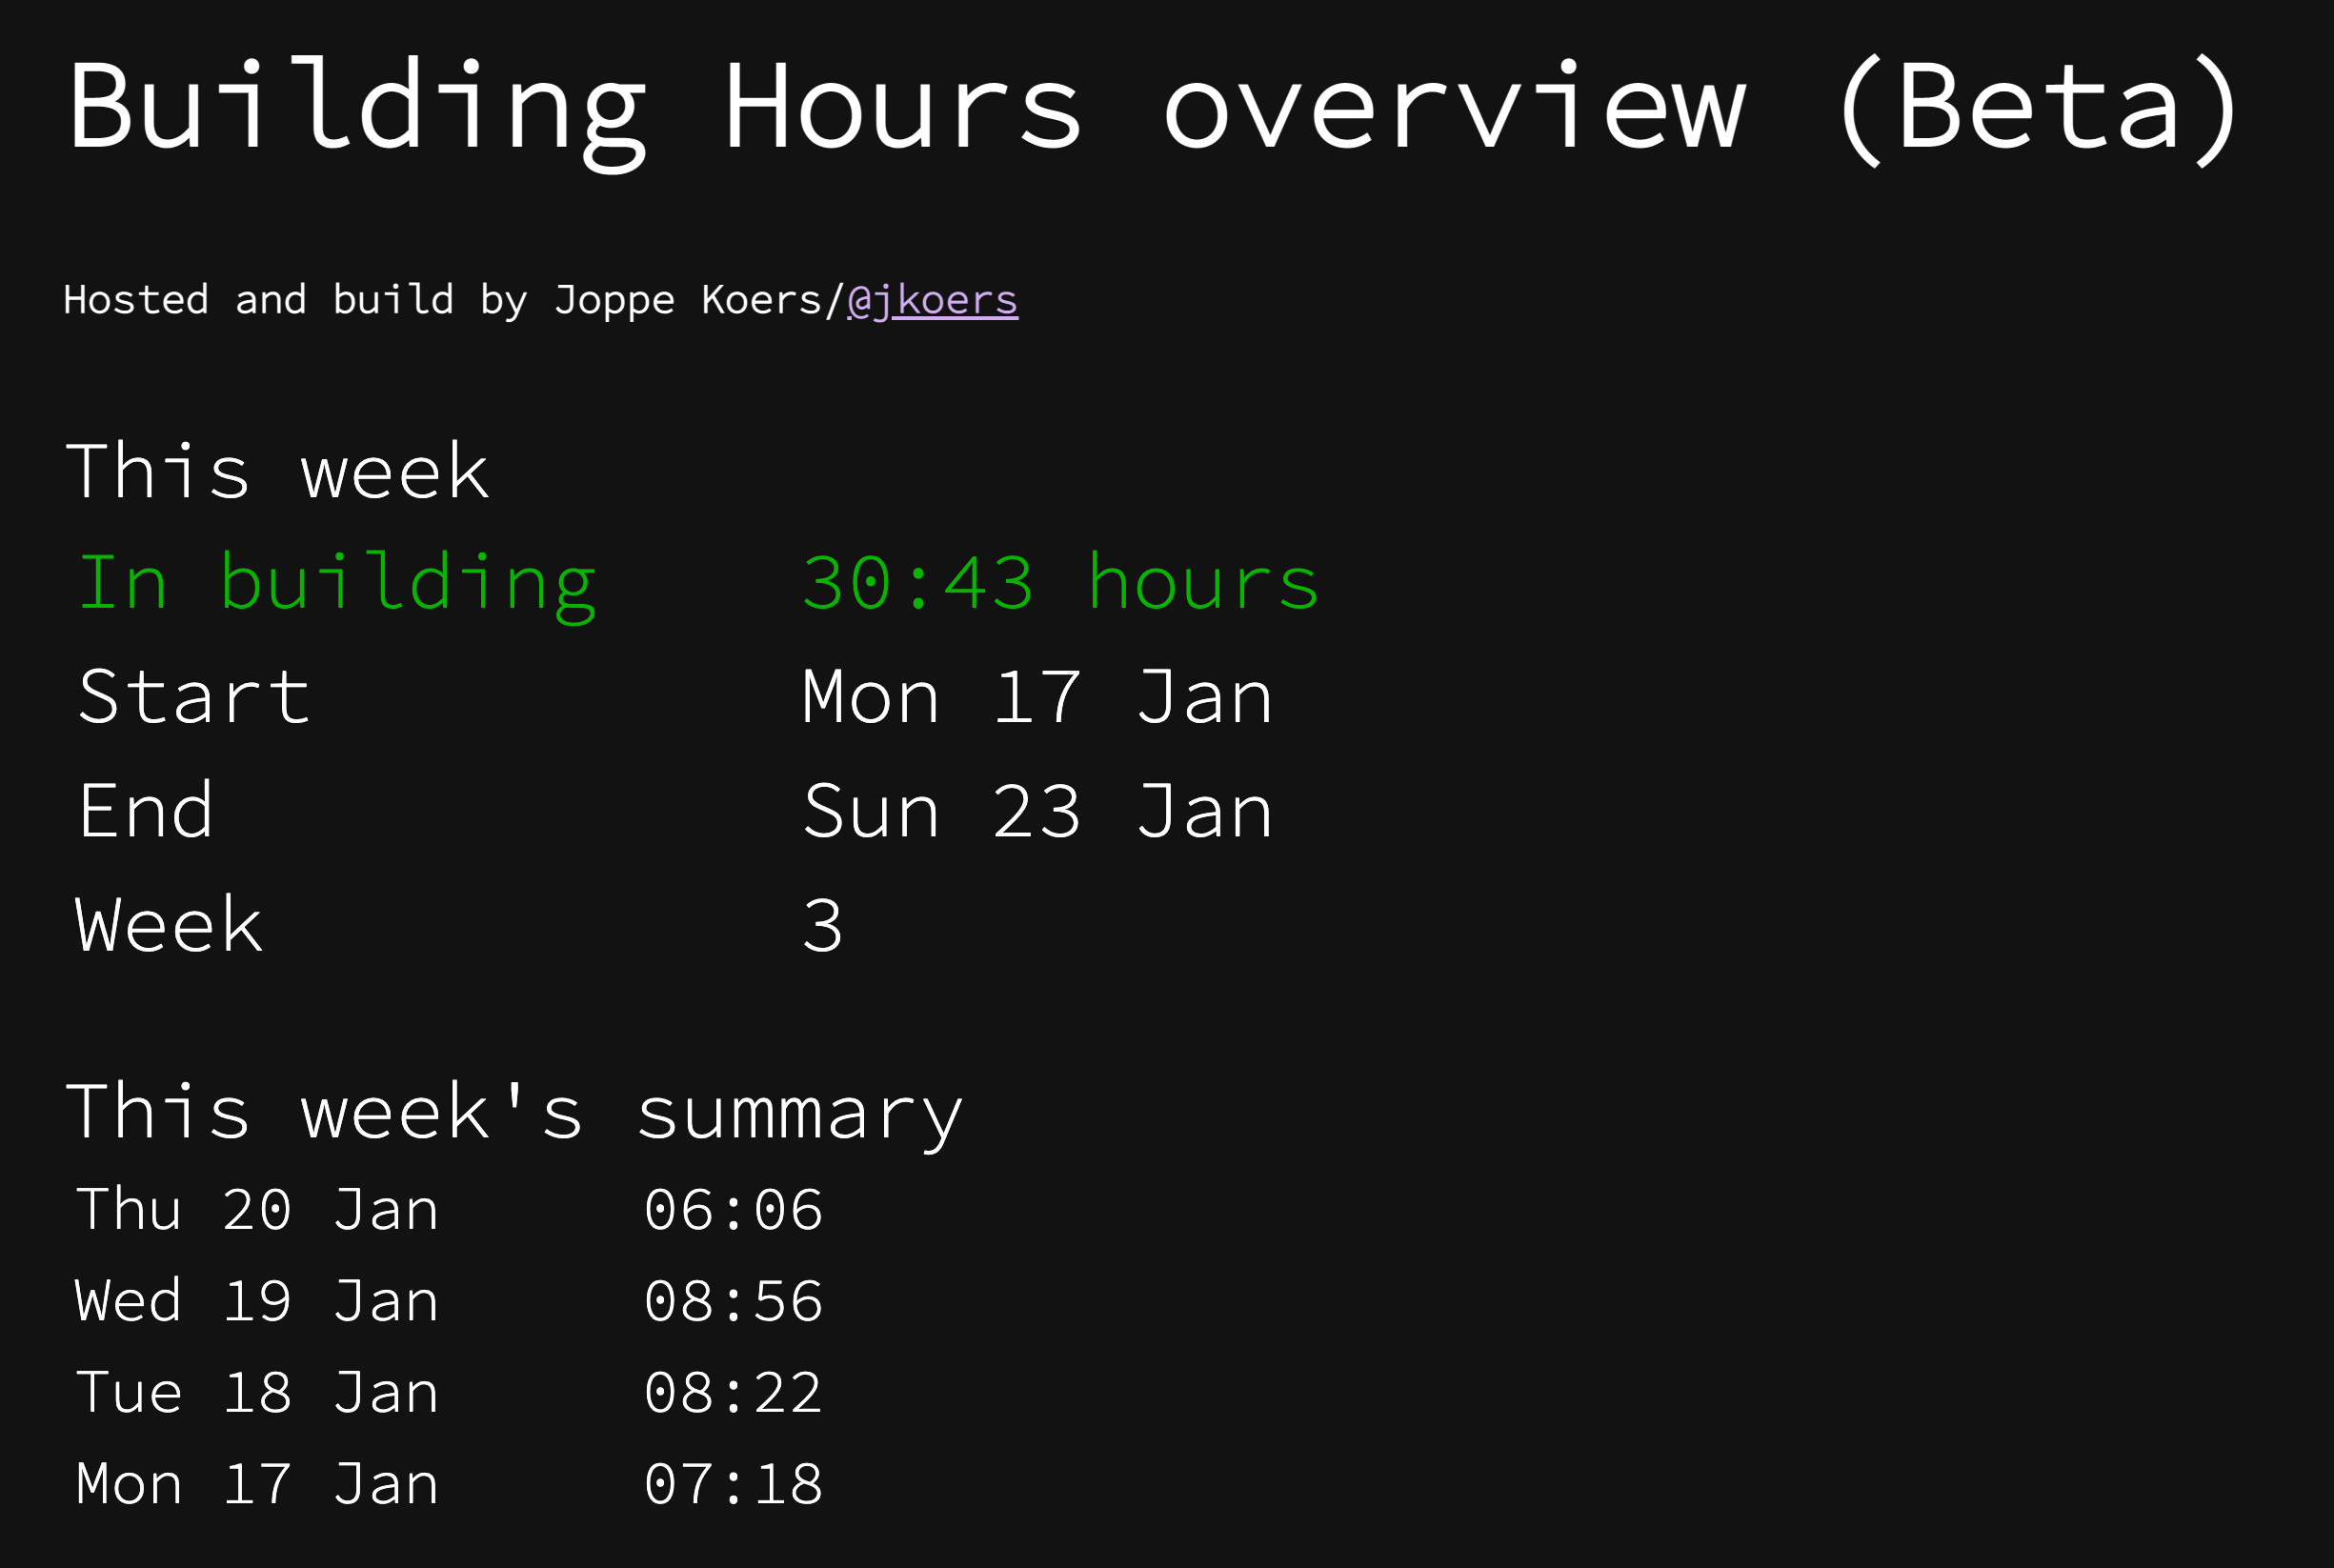 Building Hours overview (Beta)
Hosted and build by Joppe Koers/@jkoers
This week
In building 30:43 hours
Start Mon 17 Jan
End Sun 23 Jan
Week 3
This week's summary
Thu 20 Jan 06:06
Wed 19 Jan 08:56
Tue 18 Jan 08:22
Mon 17 Jan 07:18